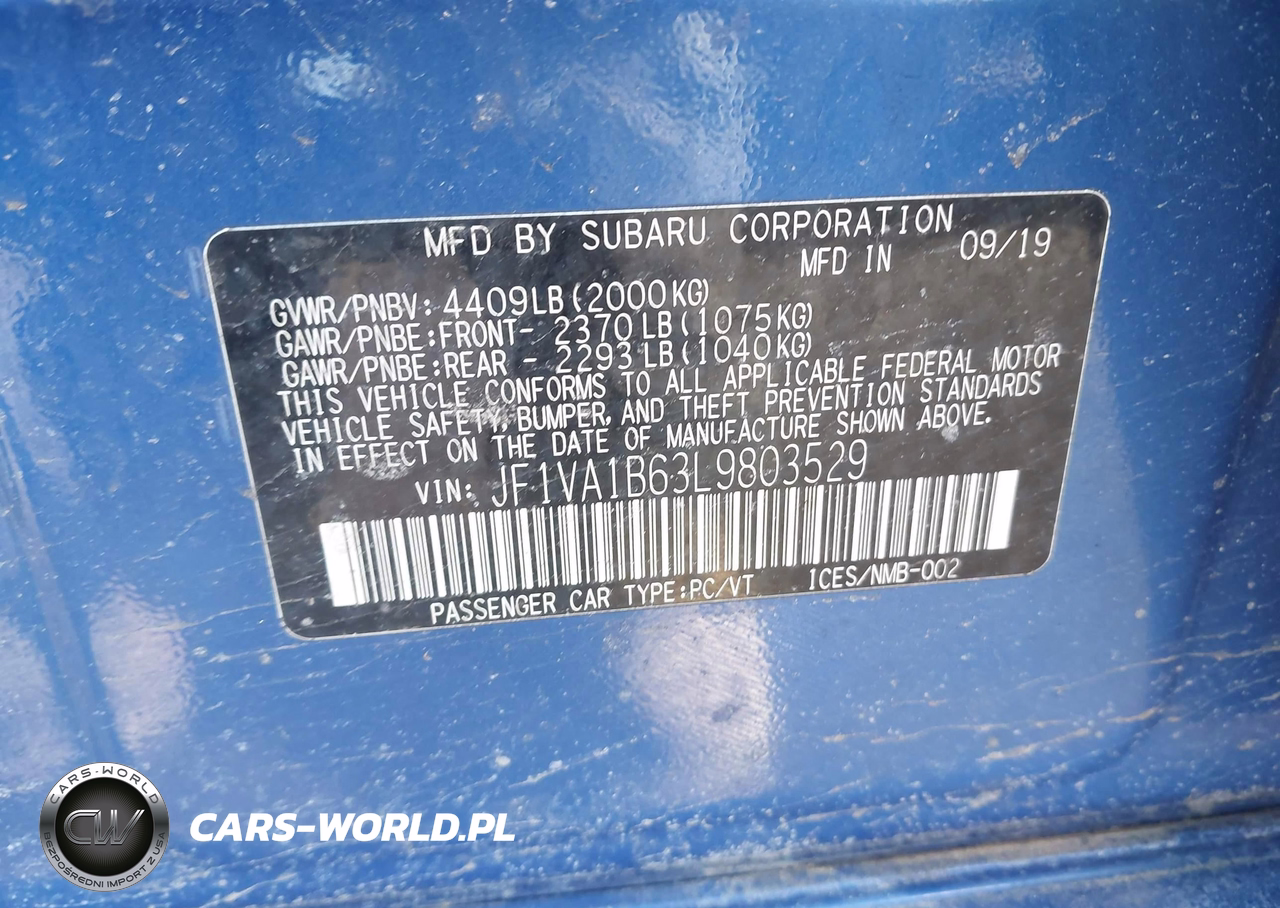 MFD BY SUBARU CORPORATION
MFD IN 09/19
GVWR/PNBV: 4409LB(2000KG)
GAWR/PNBE:FRONT- 2370LB(1075KG)
GAWR/PNBE:REAR - 2293LB(1040KG)
THIS VEHICLE CONFORMS TO ALL APPLICABLE FEDERAL MOTOR
VEHICLE SAFETY, BUMPER, AND THEFT PREVENTION STANDARDS
IN EFFECT ON THE DATE OF MANUFACTURE SHOWN ABOVE.
VIN: JF1VA1B63L9803529
PASSENGER CAR TYPE:PC/VT ICES/NMB-002
CARS-WORLD
CW
BEZPOŚREDNI IMPORT Z USA
CARS-WORLD.PL